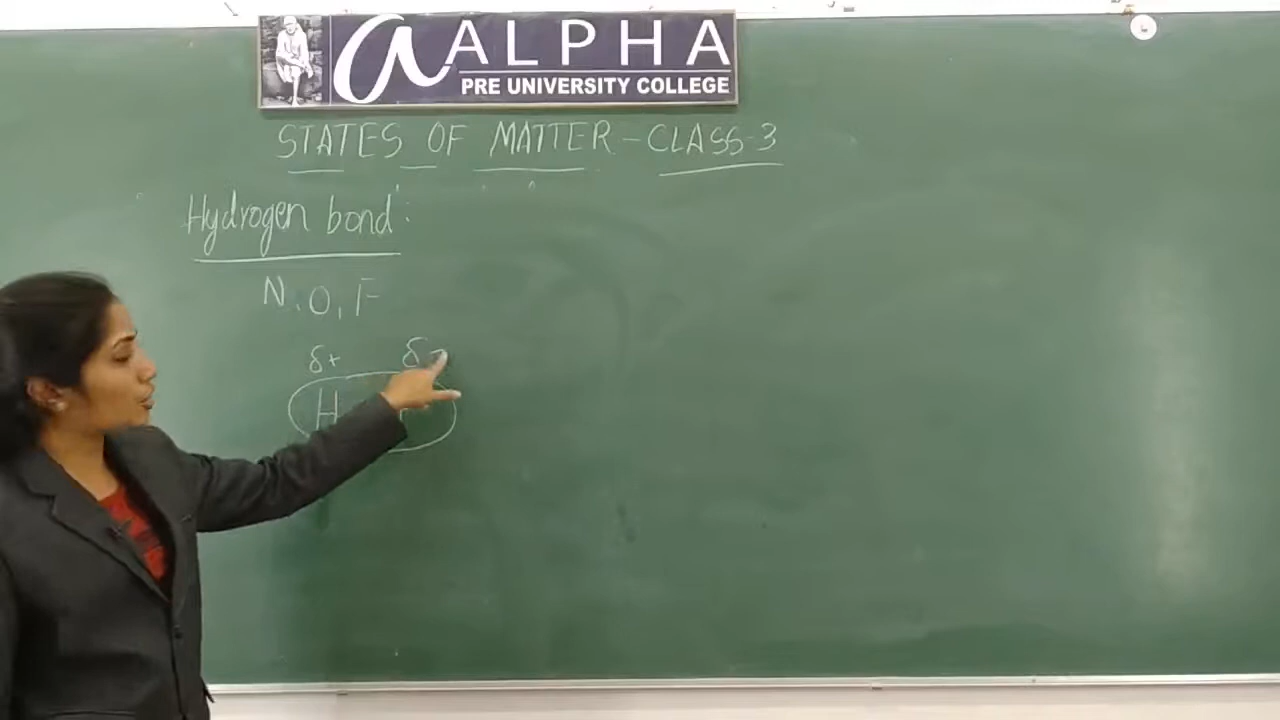 a ALPHA
PRE UNIVERSITY COLLEGE
STATES OF MATTER - CLASS-3
Hydrogen bond:
N, O, F
δ+ δ-
H